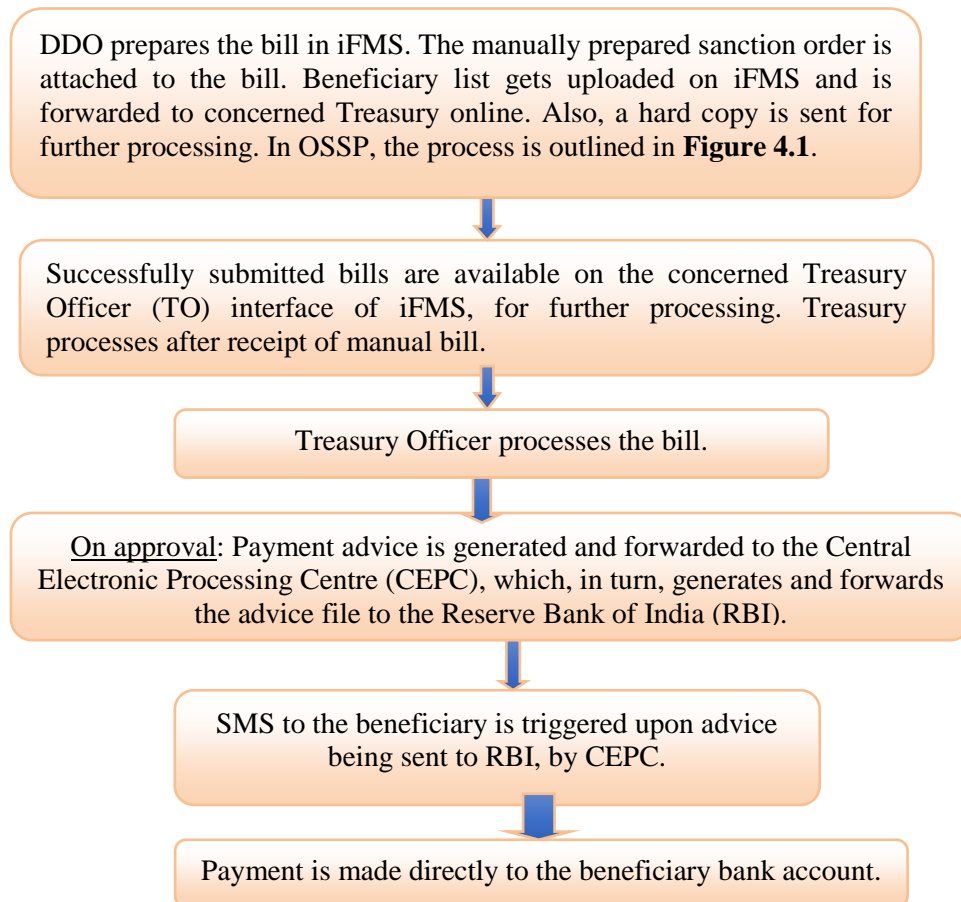 DDO prepares the bill in iFMS. The manually prepared sanction order is
attached to the bill. Beneficiary list gets uploaded on iFMS and is
forwarded to concerned Treasury online. Also, a hard copy is sent for
further processing. In OSSP, the process is outlined in Figure 4.1.
Successfully submitted bills are available on the concerned Treasury
Officer (TO) interface of iFMS, for further processing. Treasury
processes after receipt of manual bill.
Treasury Officer processes the bill.
On approval: Payment advice is generated and forwarded to the Central
Electronic Processing Centre (CEPC), which, in turn, generates and forwards
the advice file to the Reserve Bank of India (RBI).
SMS to the beneficiary is triggered upon advice
being sent to RBI, by CEPC.
Payment is made directly to the beneficiary bank account.